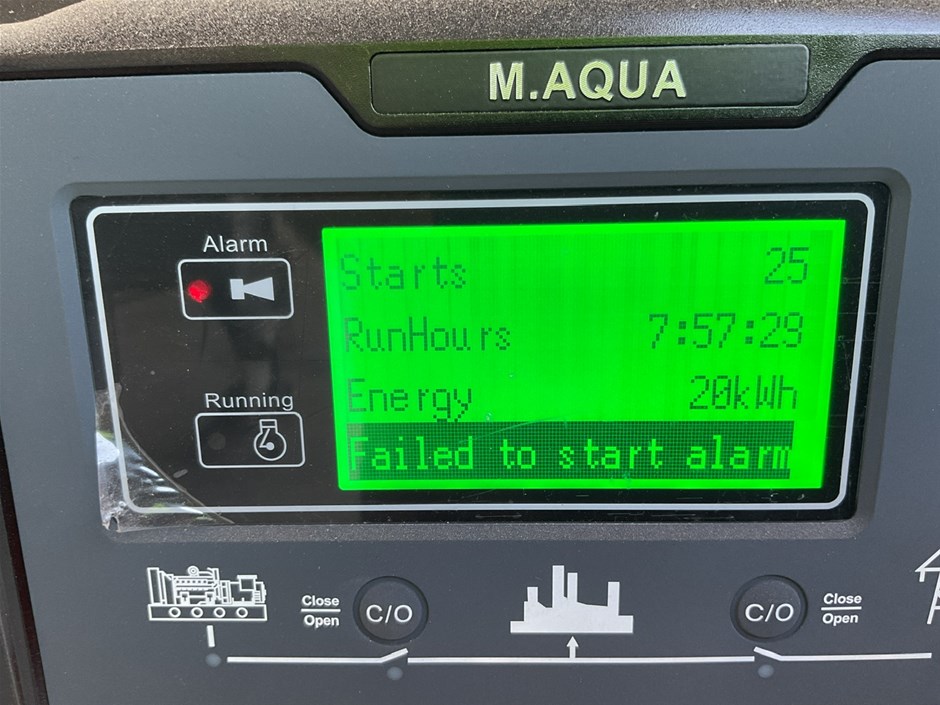 M.AQUA
Alarm
Starts 25
RunHours 7:57:29
Running
Energy 20kWh
Failed to start alarm
Close
Open
C/O
C/O
Close
Open